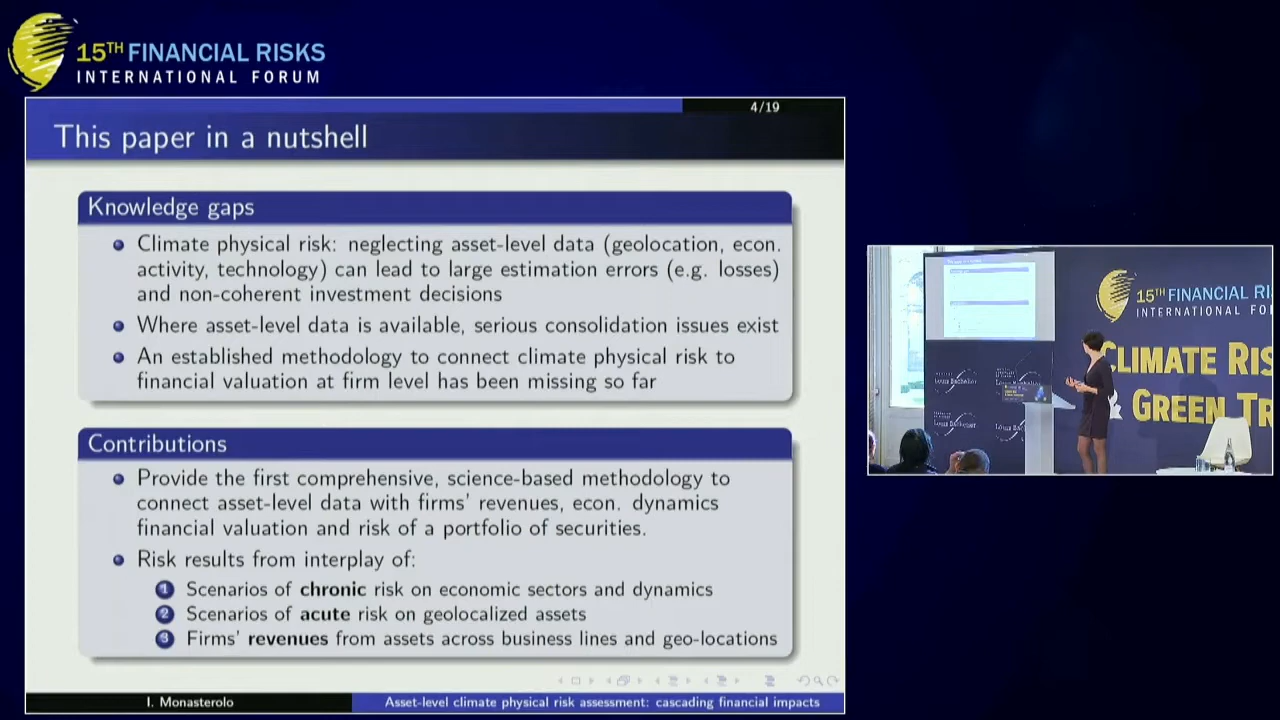 15TH FINANCIAL RISKS
INTERNATIONAL FORUM
4/19
This paper in a nutshell
Knowledge gaps
Climate physical risk: neglecting asset-level data (geolocation, econ.
activity, technology) can lead to large estimation errors (e.g. losses)
and non-coherent investment decisions
Where asset-level data is available, serious consolidation issues exist
An established methodology to connect climate physical risk to
financial valuation at firm level has been missing so far
Contributions
Provide the first comprehensive, science-based methodology to
connect asset-level data with firms' revenues, econ. dynamics
financial valuation and risk of a portfolio of securities.
Risk results from interplay of:
1 Scenarios of chronic risk on economic sectors and dynamics
2 Scenarios of acute risk on geolocalized assets
3 Firms' revenues from assets across business lines and geo-locations
I. Monasterolo
Asset-level climate physical risk assessment: cascading financial impacts
15TH FINANCIAL RI
INTERNATIONAL FO
CLIMATE RIS
& GREEN TR
Louis Bachelier
Louis Bachelier